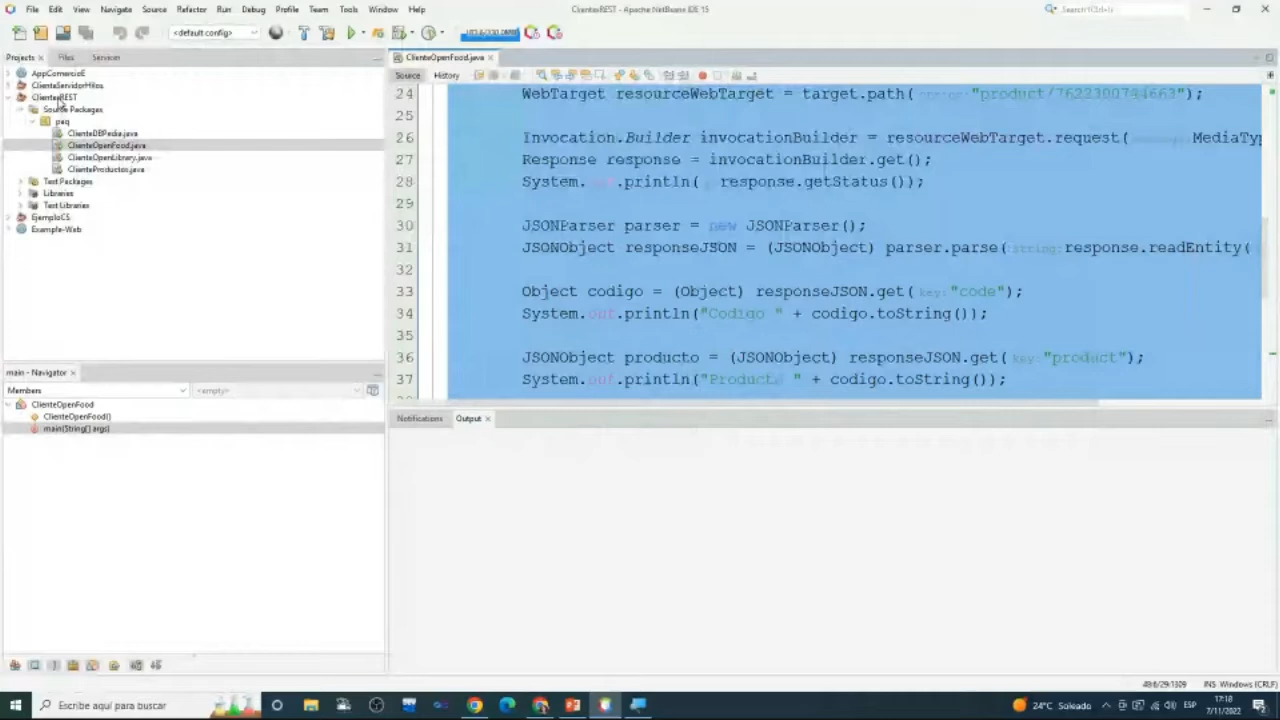 File Edit View Navigate Source Refactor Run Debug Profile Team Tools Window Help
ClientesREST - Apache NetBeans IDE 15
Search (Ctrl+I)
<default config>
Projects Files Services
AppComercioE
ClienteServidorHilos
ClientesREST
Source Packages
paq
ClienteDBPedia.java
ClienteOpenFood.java
ClienteOpenLibrary.java
ClienteProductos.java
Test Packages
Libraries
Test Libraries
EjemploCS
Example-Web
main - Navigator
Members
<empty>
ClienteOpenFood
ClienteOpenFood()
main(String[] args)
ClienteOpenFood.java
Source History
24 WebTarget resourceWebTarget = target.path( "product/7622300744663");
25
26 Invocation.Builder invocationBuilder = resourceWebTarget.request( MediaTyp
27 Response response = invocationBuilder.get();
28 System.out.println( response.getStatus());
29
30 JSONParser parser = new JSONParser();
31 JSONObject responseJSON = (JSONObject) parser.parse(string:response.readEntity(
32
33 Object codigo = (Object) responseJSON.get(key:"code");
34 System.out.println("Codigo " + codigo.toString());
35
36 JSONObject producto = (JSONObject) responseJSON.get(key:"product");
37 System.out.println("Producto " + codigo.toString());
Notifications Output
48:6/29:1309 INS Windows (CRLF)
Escribe aquí para buscar
24°C Soleado
ESP
17:18
7/11/2022